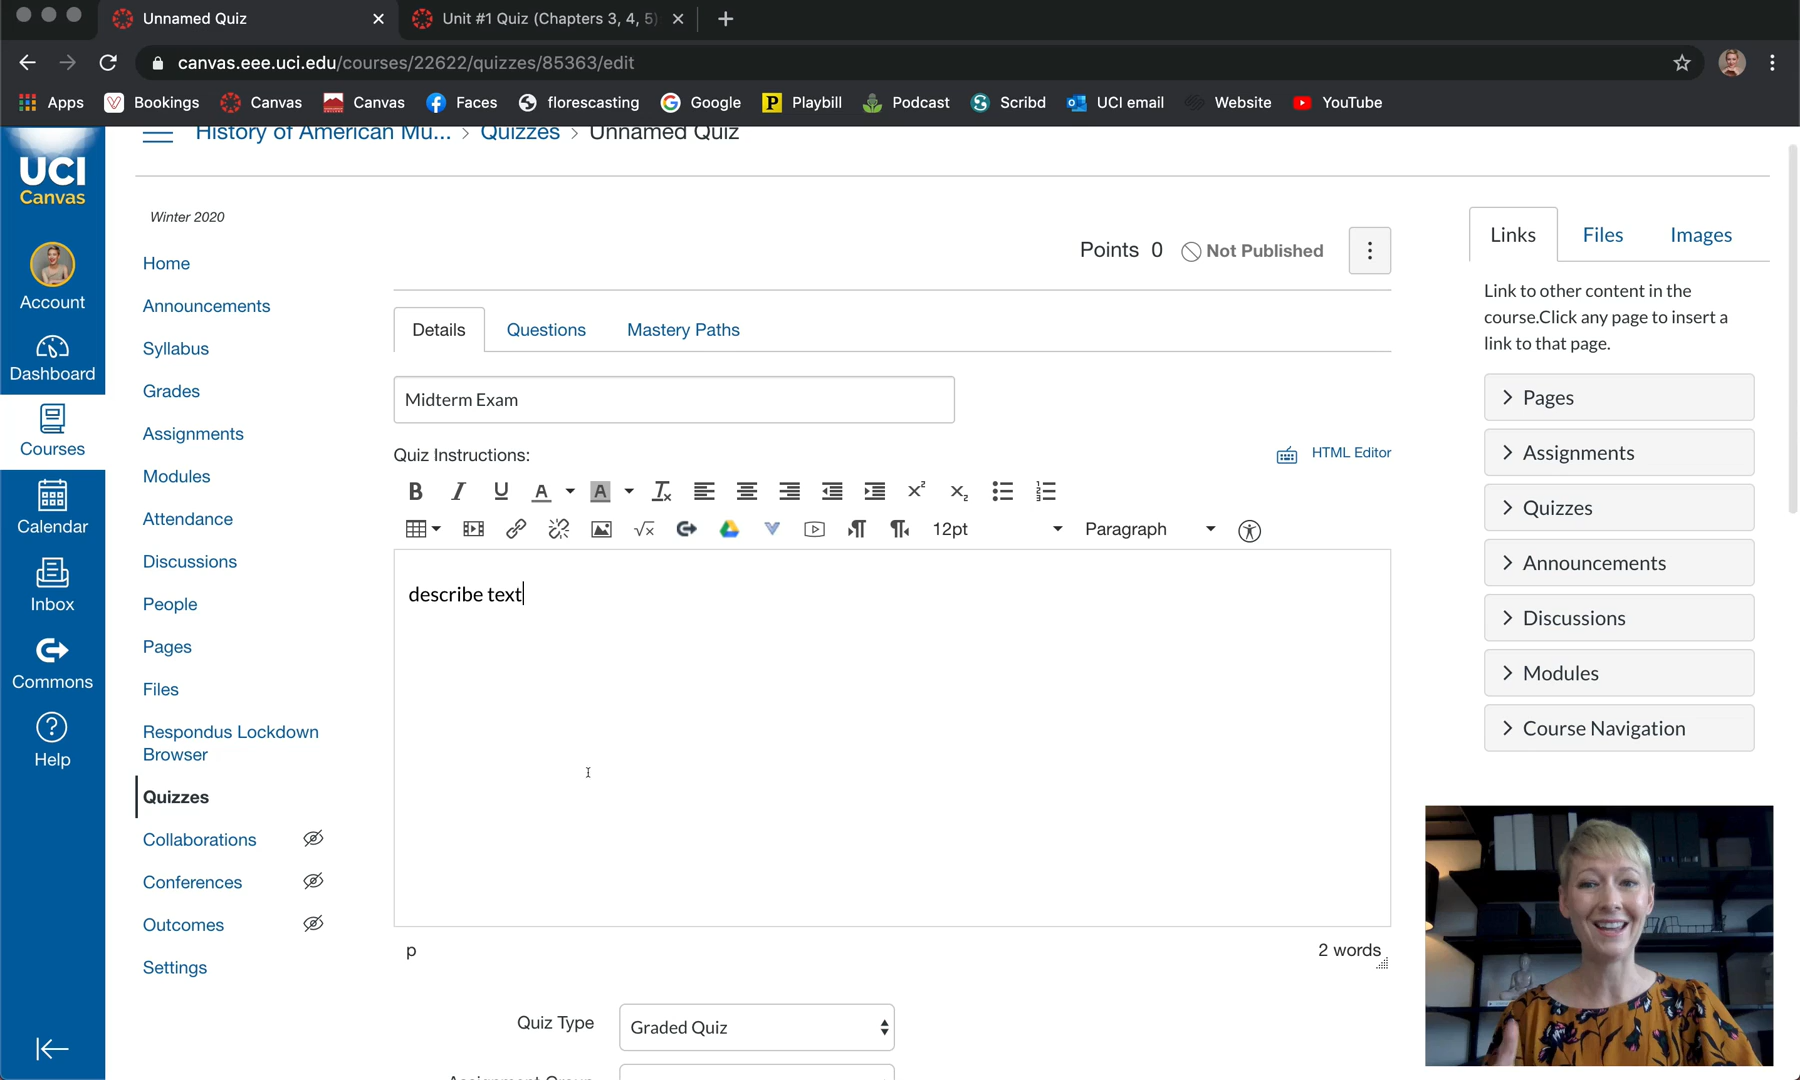 Unnamed Quiz
Unit #1 Quiz (Chapters 3, 4, 5)
canvas.eee.uci.edu/courses/22622/quizzes/85363/edit
Apps Bookings Canvas Canvas Faces florescasting Google Playbill Podcast Scribd UCI email Website YouTube
History of American Mu... > Quizzes > Unnamed Quiz
UCI
Canvas
Account
Dashboard
Courses
Calendar
Inbox
Commons
Help
Winter 2020
Home
Announcements
Syllabus
Grades
Assignments
Modules
Attendance
Discussions
People
Pages
Files
Respondus Lockdown
Browser
Quizzes
Collaborations
Conferences
Outcomes
Settings
Points 0 Not Published
Details Questions Mastery Paths
Midterm Exam
Quiz Instructions:
HTML Editor
12pt Paragraph
describe text
p
2 words
Quiz Type Graded Quiz
Links Files Images
Link to other content in the
course.Click any page to insert a
link to that page.
Pages
Assignments
Quizzes
Announcements
Discussions
Modules
Course Navigation